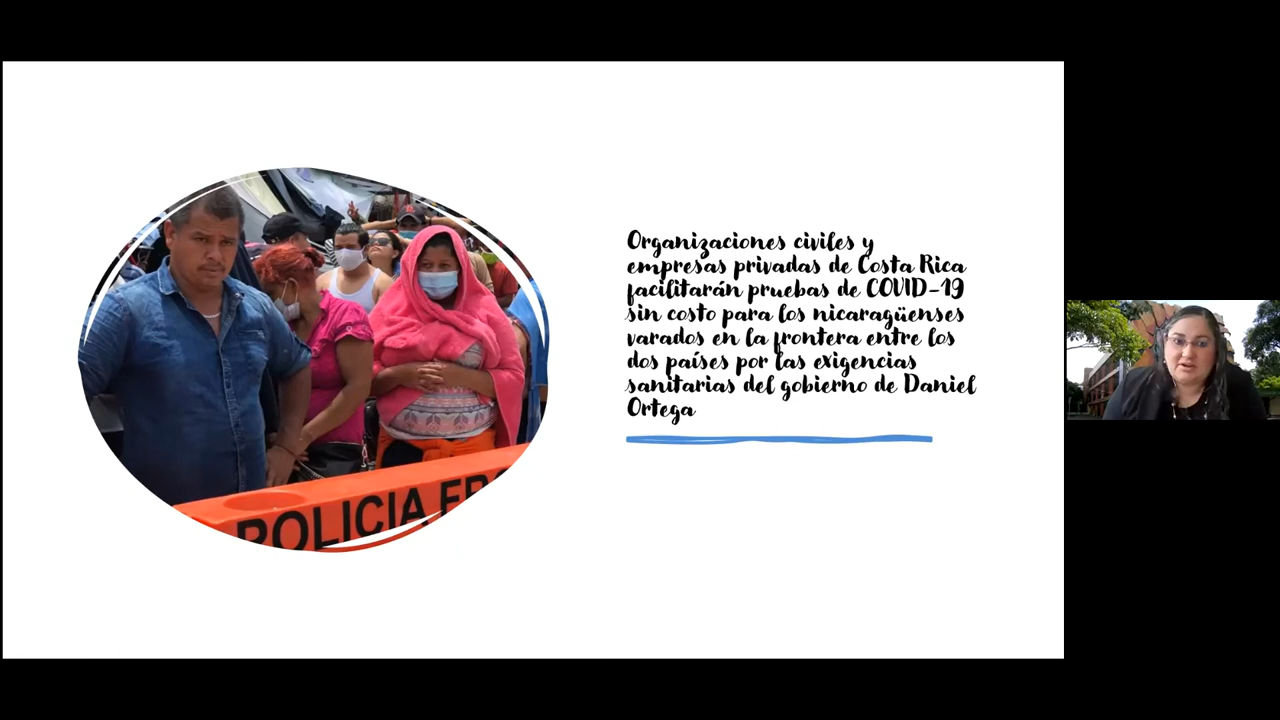 Organizaciones civiles y
empresas privadas de Costa Rica
facilitarán pruebas de COVID-19
sin costo para los nicaragüenses
varados en la frontera entre los
dos países por las exigencias
sanitarias del gobierno de Daniel
Ortega
POLICIA